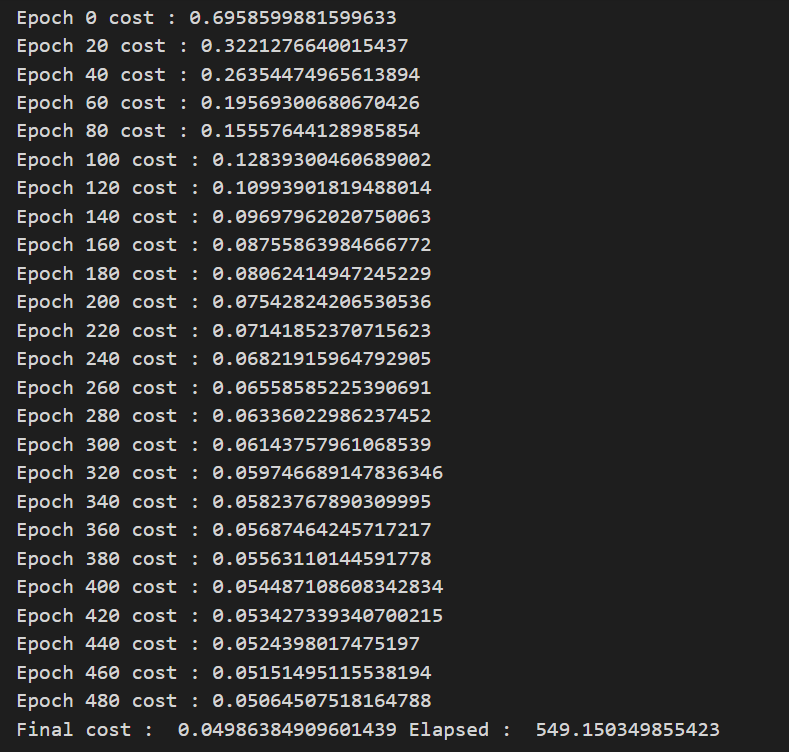 Epoch 0 cost : 0.6958599881599633
Epoch 20 cost : 0.3221276640015437
Epoch 40 cost : 0.26354474965613894
Epoch 60 cost : 0.19569300680670426
Epoch 80 cost : 0.15557644128985854
Epoch 100 cost : 0.12839300460689002
Epoch 120 cost : 0.10993901819488014
Epoch 140 cost : 0.09697962020750063
Epoch 160 cost : 0.08755863984666772
Epoch 180 cost : 0.08062414947245229
Epoch 200 cost : 0.07542824206530536
Epoch 220 cost : 0.07141852370715623
Epoch 240 cost : 0.06821915964792905
Epoch 260 cost : 0.06558585225390691
Epoch 280 cost : 0.06336022986237452
Epoch 300 cost : 0.06143757961068539
Epoch 320 cost : 0.059746689147836346
Epoch 340 cost : 0.05823767890309995
Epoch 360 cost : 0.05687464245717217
Epoch 380 cost : 0.05563110144591778
Epoch 400 cost : 0.054487108608342834
Epoch 420 cost : 0.053427339340700215
Epoch 440 cost : 0.0524398017475197
Epoch 460 cost : 0.05151495115538194
Epoch 480 cost : 0.05064507518164788
Final cost :  0.04986384909601439 Elapsed :  549.150349855423